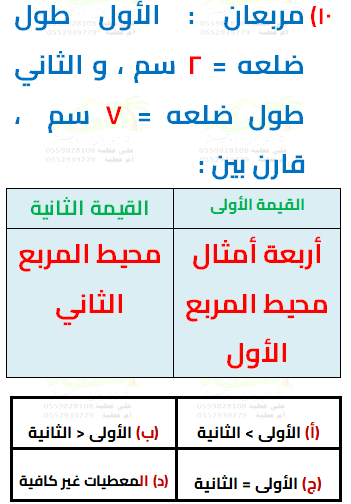 ١٠) مربعان : الأول طول
ضلعه = ٢ سم ، و الثاني
طول ضلعه = ٧ سم ،
قارن بين :
القيمة الأولى
القيمة الثانية
أربعة أمثال
محيط المربع
الأول
محيط المربع
الثاني
(أ) الأولى > الثانية
(ب) الأولى < الثانية
(ج) الأولى = الثانية
(د) المعطيات غير كافية